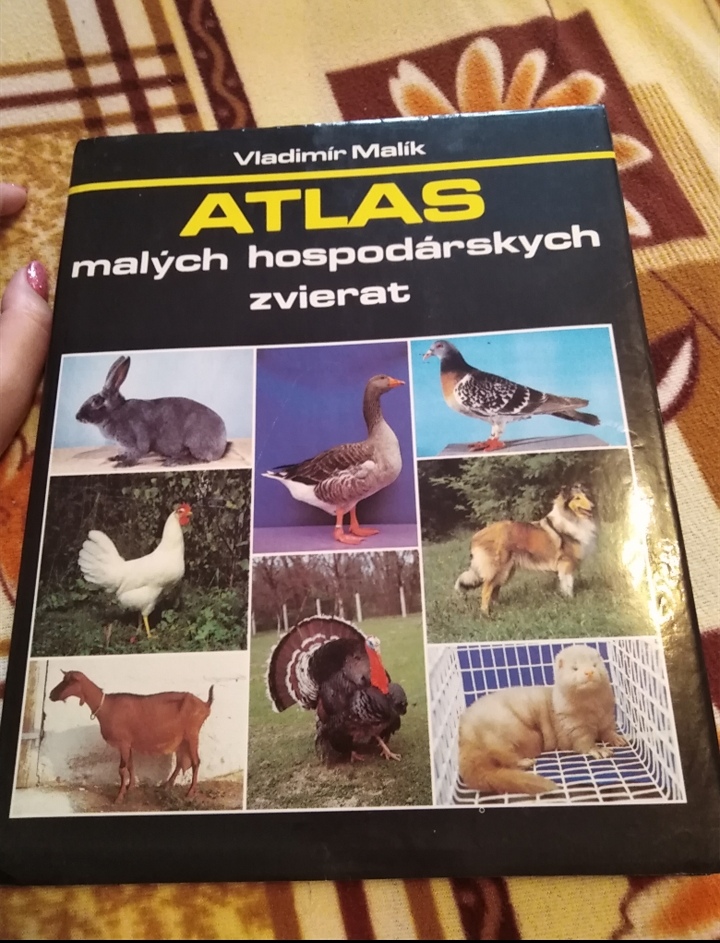 Vladimír Malík
ATLAS
malých hospodárskych
zvierat